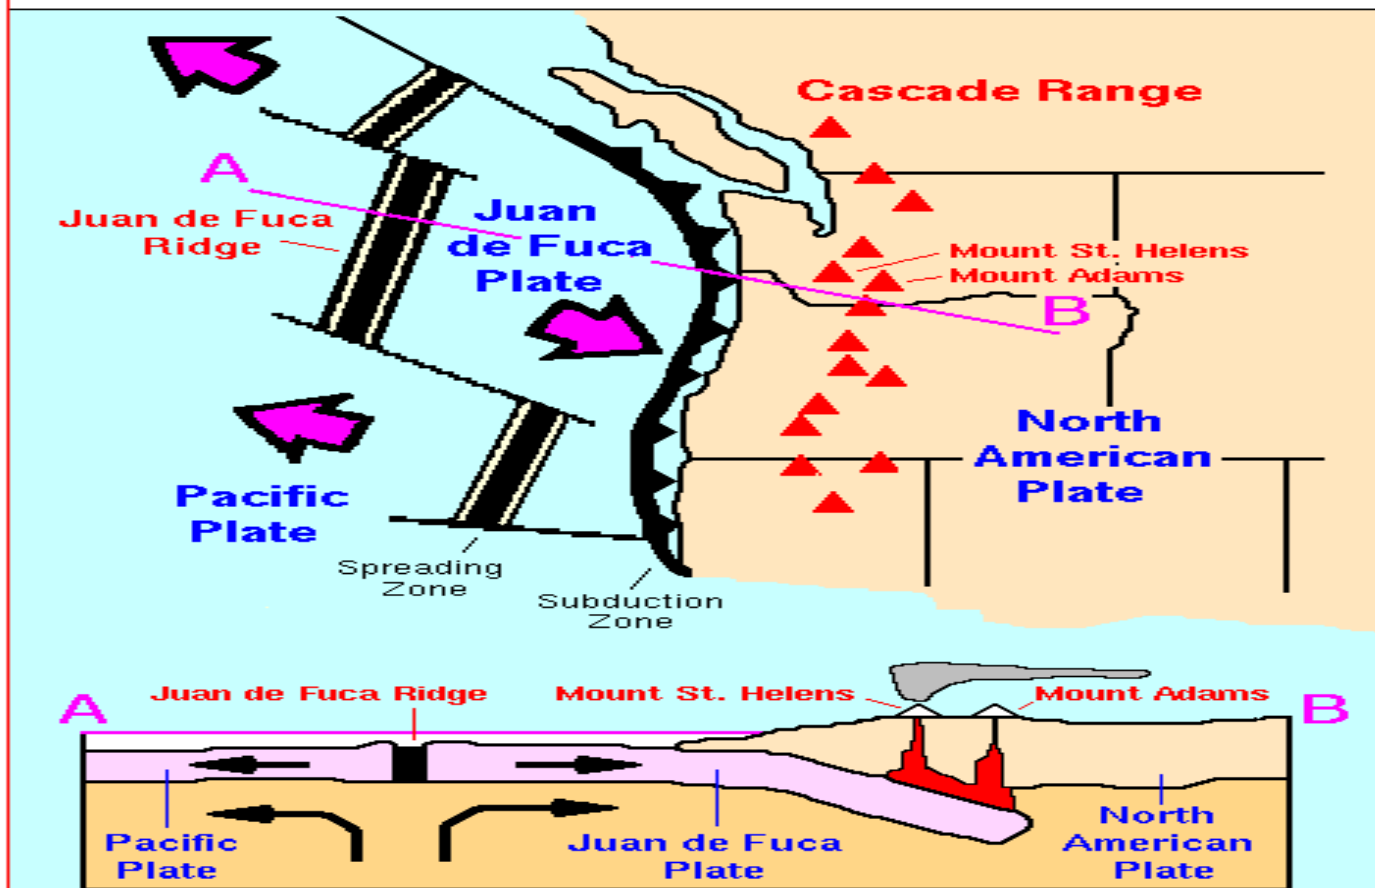 Cascade Range
A
Juan de Fuca
Ridge
Juan
de Fuca
Plate
Mount St. Helens
Mount Adams
B
North
American
Plate
Pacific
Plate
Spreading
Zone
Subduction
Zone
A
Juan de Fuca Ridge
Mount St. Helens
Mount Adams
B
Pacific
Plate
Juan de Fuca
Plate
North
American
Plate